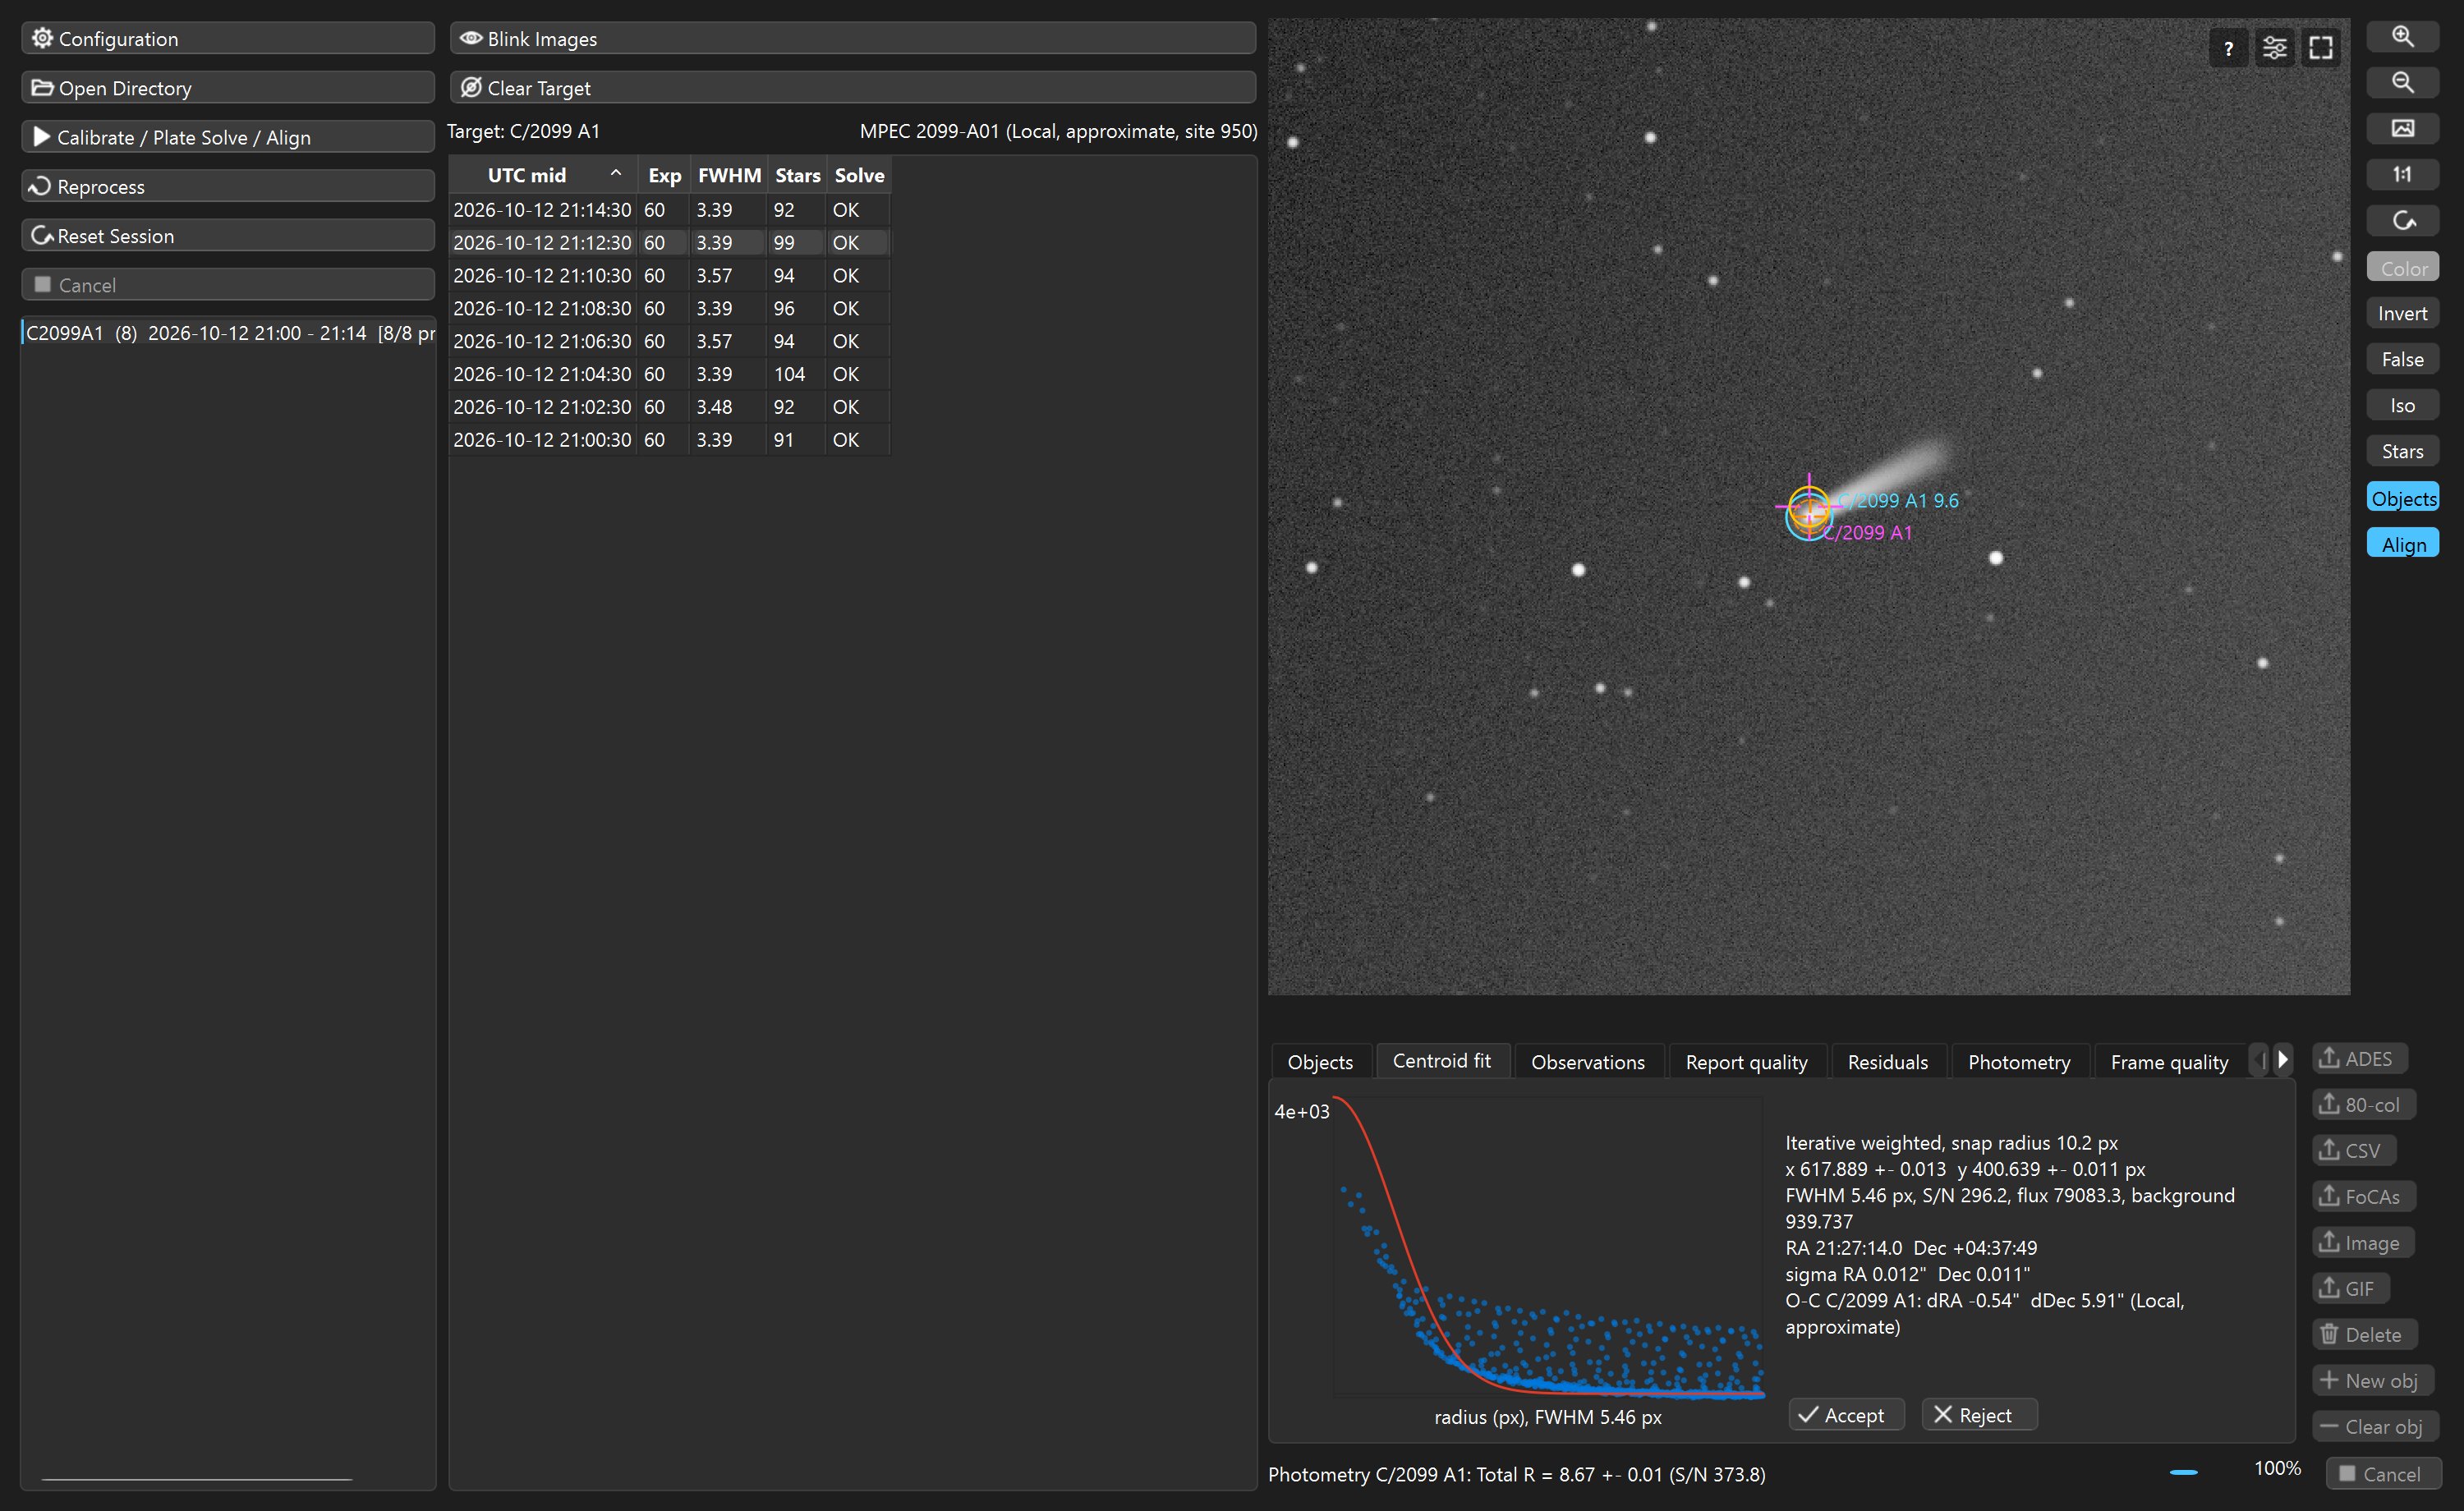 Configuration
Open Directory
Calibrate / Plate Solve / Align
Reprocess
Reset Session
Cancel
C2099A1 (8) 2026-10-12 21:00 - 21:14 [8/8 pr
Blink Images
Clear Target
Target: C/2099 A1
MPEC 2099-A01 (Local, approximate, site 950)
UTC mid Exp FWHM Stars Solve
2026-10-12 21:14:30 60 3.39 92 OK
2026-10-12 21:12:30 60 3.39 99 OK
2026-10-12 21:10:30 60 3.57 94 OK
2026-10-12 21:08:30 60 3.39 96 OK
2026-10-12 21:06:30 60 3.57 94 OK
2026-10-12 21:04:30 60 3.39 104 OK
2026-10-12 21:02:30 60 3.48 92 OK
2026-10-12 21:00:30 60 3.39 91 OK
?
C/2099 A1 9.6
C/2099 A1
1:1
Color
Invert
False
Iso
Stars
Objects
Align
Objects Centroid fit Observations Report quality Residuals Photometry Frame quality
4e+03
radius (px), FWHM 5.46 px
Iterative weighted, snap radius 10.2 px
x 617.889 +- 0.013 y 400.639 +- 0.011 px
FWHM 5.46 px, S/N 296.2, flux 79083.3, background
939.737
RA 21:27:14.0 Dec +04:37:49
sigma RA 0.012" Dec 0.011"
O-C C/2099 A1: dRA -0.54" dDec 5.91" (Local,
approximate)
Accept Reject
ADES
80-col
CSV
FoCAs
Image
GIF
Delete
New obj
Clear obj
Photometry C/2099 A1: Total R = 8.67 +- 0.01 (S/N 373.8)
100%
Cancel